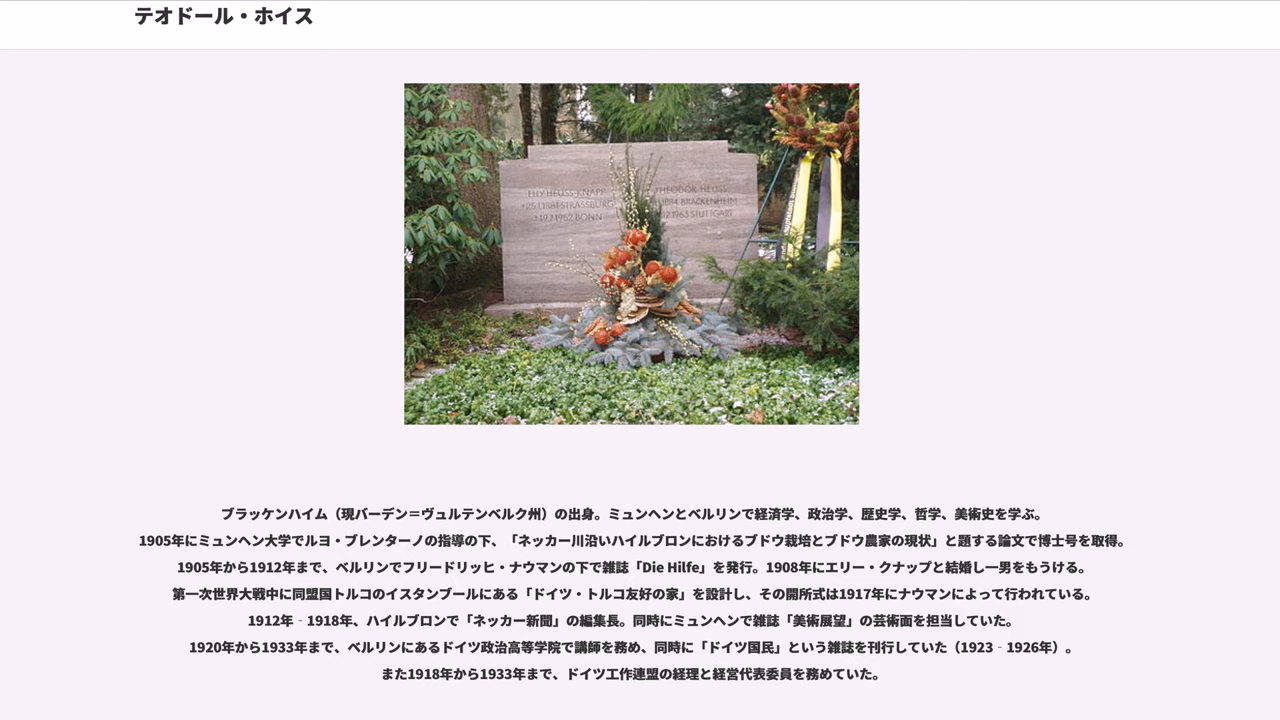 テオドール・ホイス
ELLY HEUSS-KNAPP
THEODOR HEUSS
*25.1.1881 STRASSBURG
1884 BRACKENHEIM
†19.7.1952 BONN
12.1963 STUTTGART
ブラッケンハイム（現バーデン＝ヴュルテンベルク州）の出身。ミュンヘンとベルリンで経済学、政治学、歴史学、哲学、美術史を学ぶ。
1905年にミュンヘン大学でルヨ・ブレンターノの指導の下、「ネッカー川沿いハイルブロンにおけるブドウ栽培とブドウ農家の現状」と題する論文で博士号を取得。
1905年から1912年まで、ベルリンでフリードリッヒ・ナウマンの下で雑誌「Die Hilfe」を発行。1908年にエリー・クナップと結婚し一男をもうける。
第一次世界大戦中に同盟国トルコのイスタンブールにある「ドイツ・トルコ友好の家」を設計し、その開所式は1917年にナウマンによって行われている。
1912年‐1918年、ハイルブロンで「ネッカー新聞」の編集長。同時にミュンヘンで雑誌「美術展望」の芸術面を担当していた。
1920年から1933年まで、ベルリンにあるドイツ政治高等学院で講師を務め、同時に「ドイツ国民」という雑誌を刊行していた（1923‐1926年）。
また1918年から1933年まで、ドイツ工作連盟の経理と経営代表委員を務めていた。